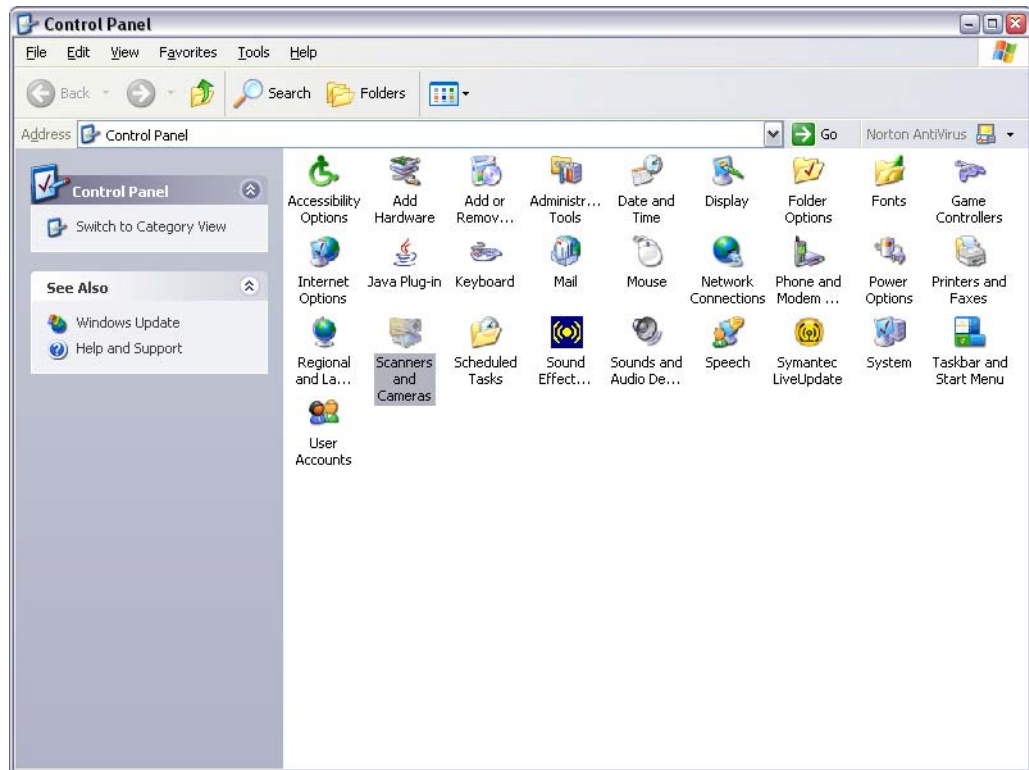 Control Panel
File Edit View Favorites Tools Help
Back Search Folders
Address Control Panel Go Norton AntiVirus
Control Panel
Switch to Category View
See Also
Windows Update
Help and Support
Accessibility Options
Add Hardware
Add or Remov...
Administr... Tools
Date and Time
Display
Folder Options
Fonts
Game Controllers
Internet Options
Java Plug-in
Keyboard
Mail
Mouse
Network Connections
Phone and Modem ...
Power Options
Printers and Faxes
Regional and La...
Scanners and Cameras
Scheduled Tasks
Sound Effect...
Sounds and Audio De...
Speech
Symantec LiveUpdate
System
Taskbar and Start Menu
User Accounts